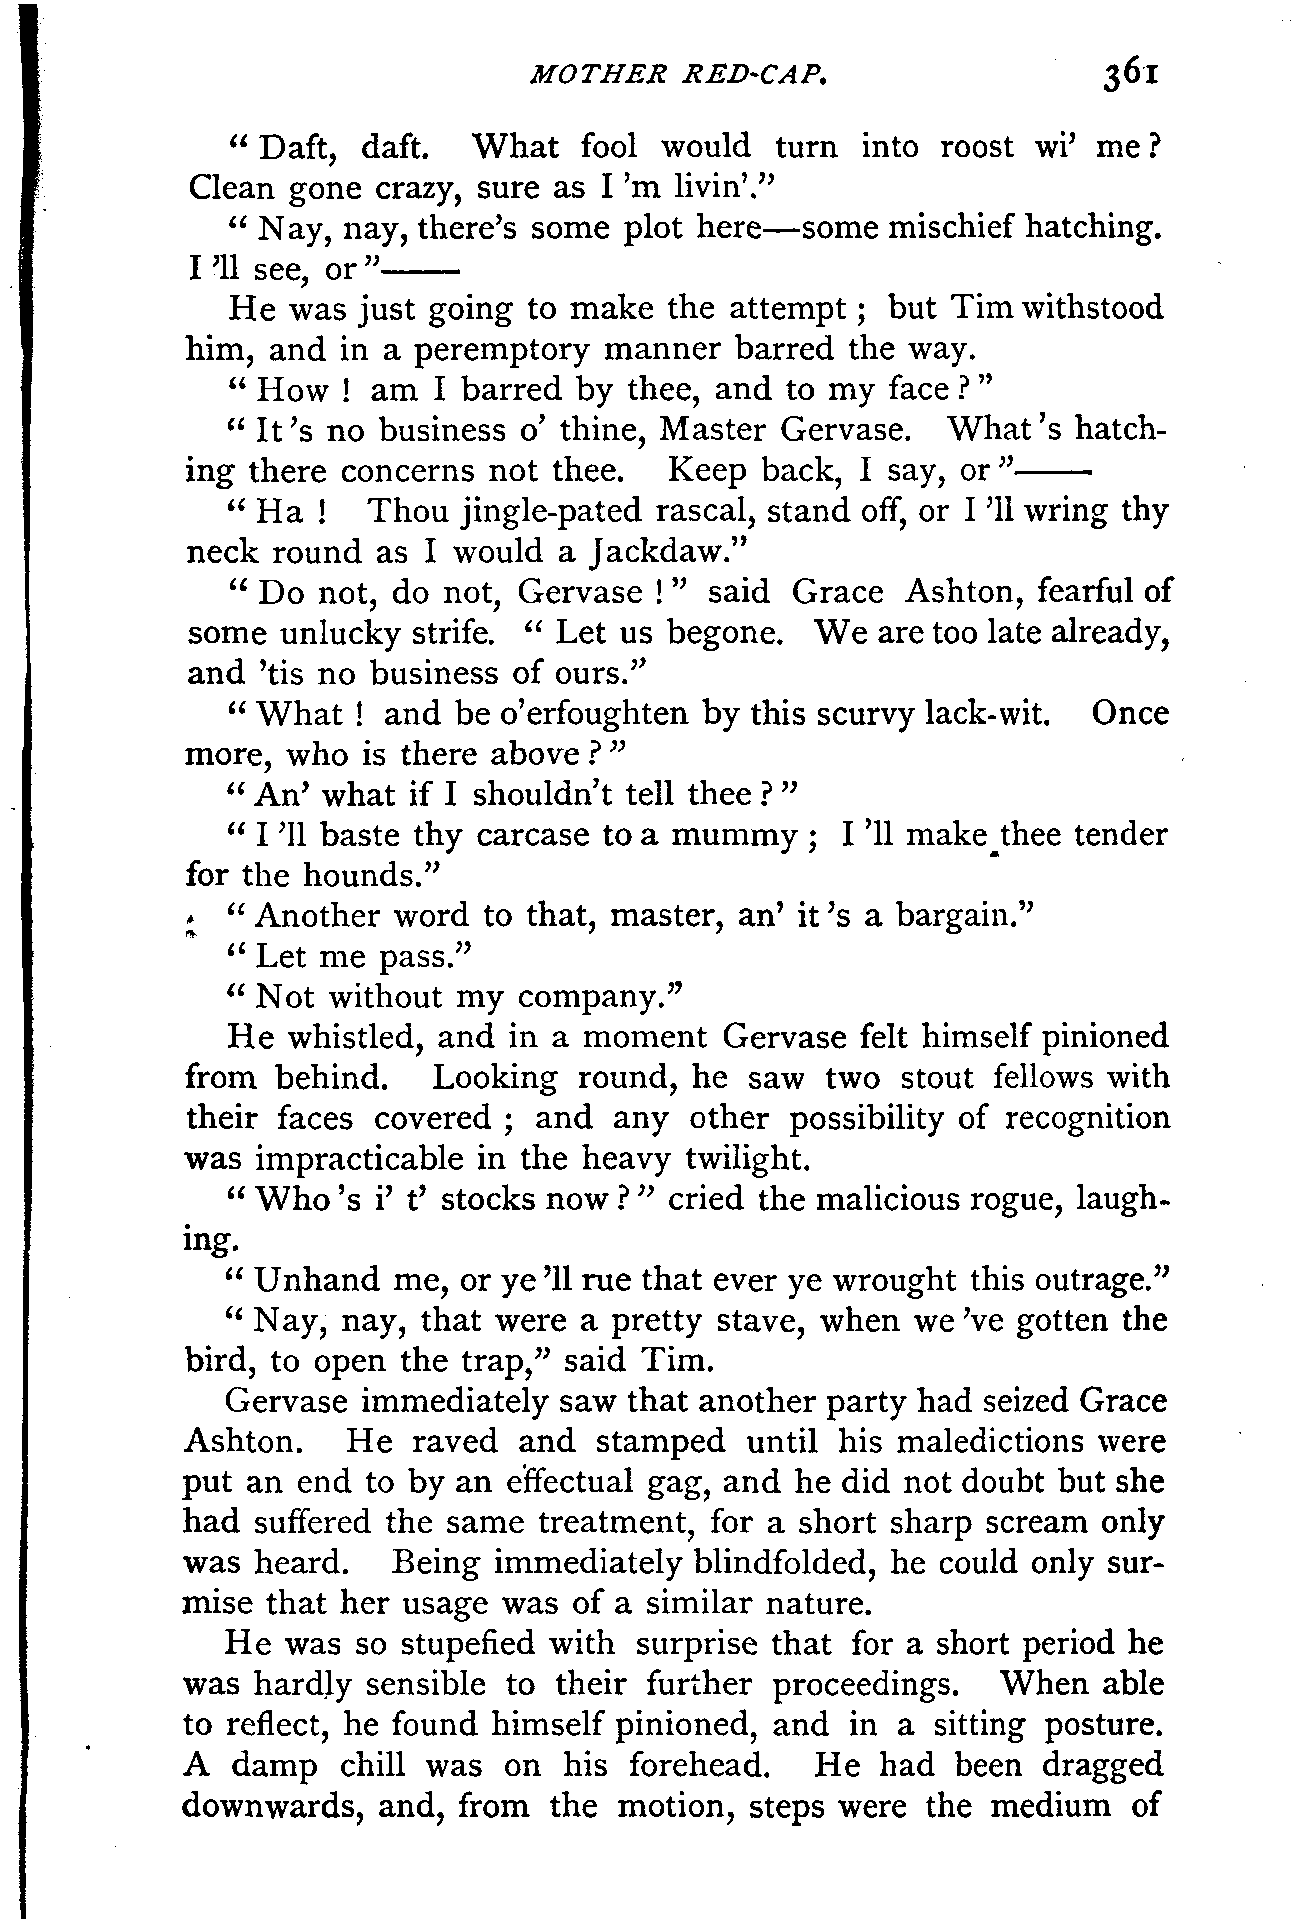 MOTHER RED-CAP. 361
“ Daft, daft. What fool would turn into roost wi’ me?
Clean gone crazy, sure as I ’m livin’.”
“ Nay, nay, there’s some plot here—some mischief hatching.
I ’ll see, or ”——
He was just going to make the attempt ; but Tim withstood
him, and in a peremptory manner barred the way.
“ How ! am I barred by thee, and to my face ? ”
“ It ’s no business o’ thine, Master Gervase. What ’s hatch-
ing there concerns not thee. Keep back, I say, or ”——
“ Ha ! Thou jingle-pated rascal, stand off, or I ’ll wring thy
neck round as I would a Jackdaw.”
“ Do not, do not, Gervase ! ” said Grace Ashton, fearful of
some unlucky strife. “ Let us begone. We are too late already,
and ’tis no business of ours.”
“ What ! and be o’erfoughten by this scurvy lack-wit. Once
more, who is there above ? ”
“ An’ what if I shouldn’t tell thee ? ”
“ I ’ll baste thy carcase to a mummy ; I ’ll make thee tender
for the hounds.”
“ Another word to that, master, an’ it ’s a bargain.”
“ Let me pass.”
“ Not without my company.”
He whistled, and in a moment Gervase felt himself pinioned
from behind. Looking round, he saw two stout fellows with
their faces covered ; and any other possibility of recognition
was impracticable in the heavy twilight.
“ Who ’s i’ t’ stocks now ? ” cried the malicious rogue, laugh-
ing.
“ Unhand me, or ye ’ll rue that ever ye wrought this outrage.”
“ Nay, nay, that were a pretty stave, when we ’ve gotten the
bird, to open the trap,” said Tim.
Gervase immediately saw that another party had seized Grace
Ashton. He raved and stamped until his maledictions were
put an end to by an effectual gag, and he did not doubt but she
had suffered the same treatment, for a short sharp scream only
was heard. Being immediately blindfolded, he could only sur-
mise that her usage was of a similar nature.
He was so stupefied with surprise that for a short period he
was hardly sensible to their further proceedings. When able
to reflect, he found himself pinioned, and in a sitting posture.
A damp chill was on his forehead. He had been dragged
downwards, and, from the motion, steps were the medium of